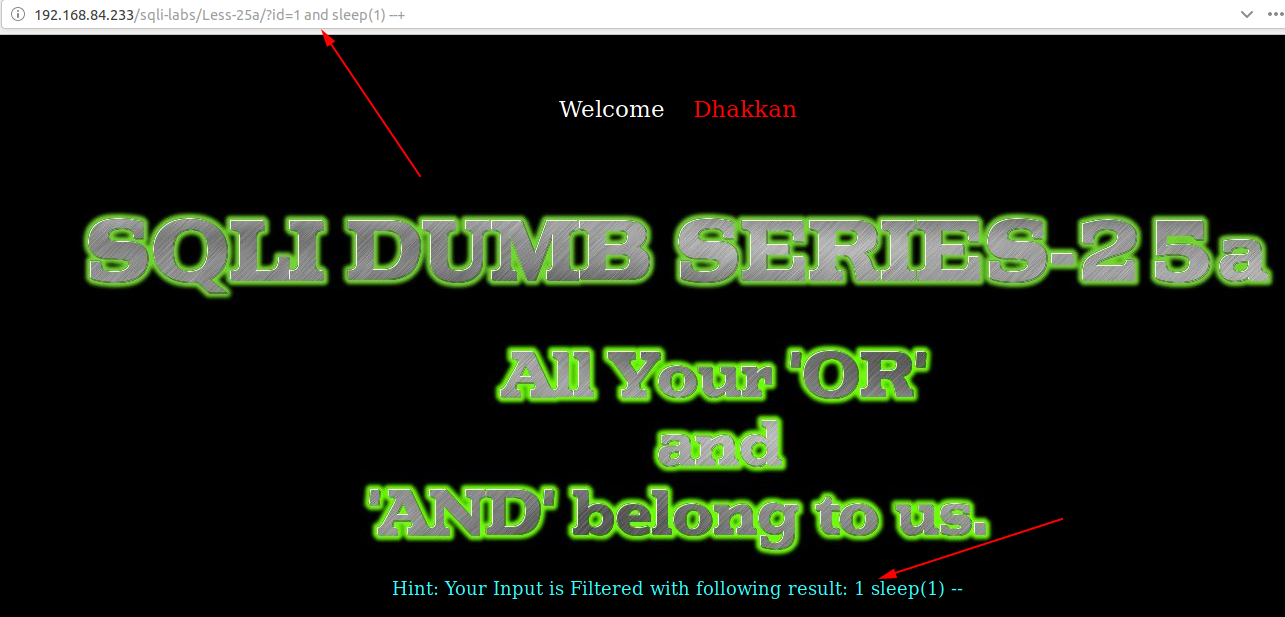 192.168.84.233/sqli-labs/Less-25a/?id=1 and sleep(1) --+
Welcome Dhakkan
SQLI DUMB SERIES-25a
All Your 'OR'
and
'AND' belong to us.
Hint: Your Input is Filtered with following result: 1 sleep(1) --